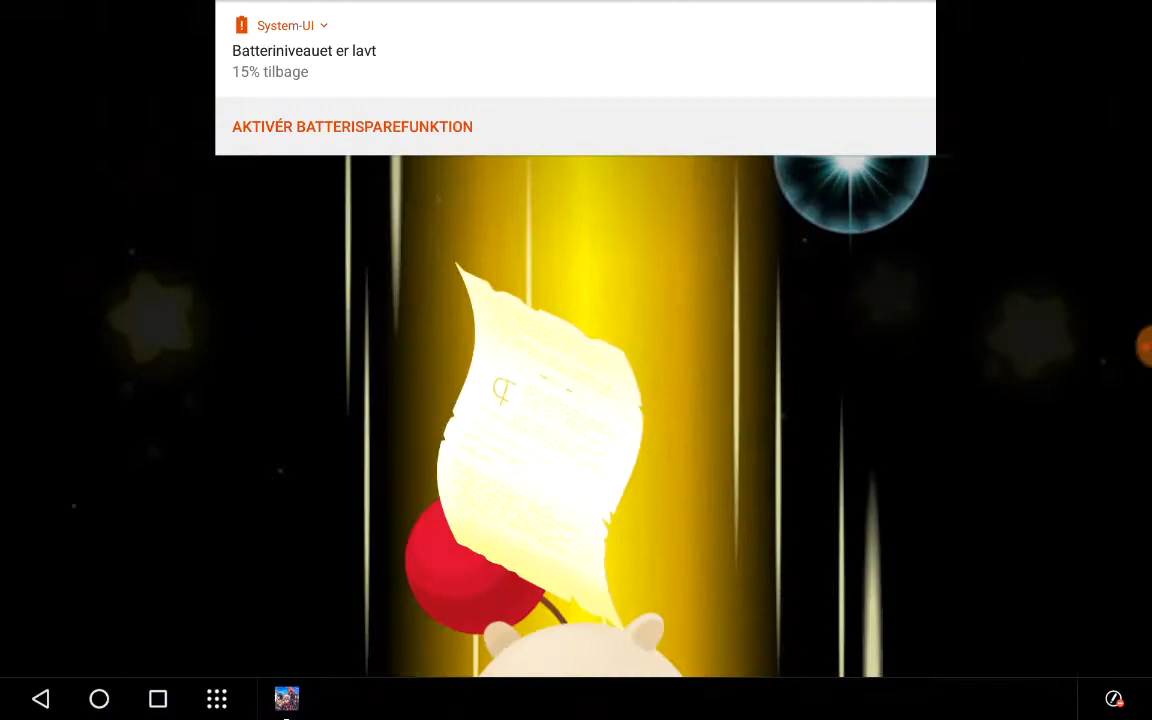 System-UI
Batteriniveauet er lavt
15% tilbage
AKTIVÉR BATTERISPAREFUNKTION